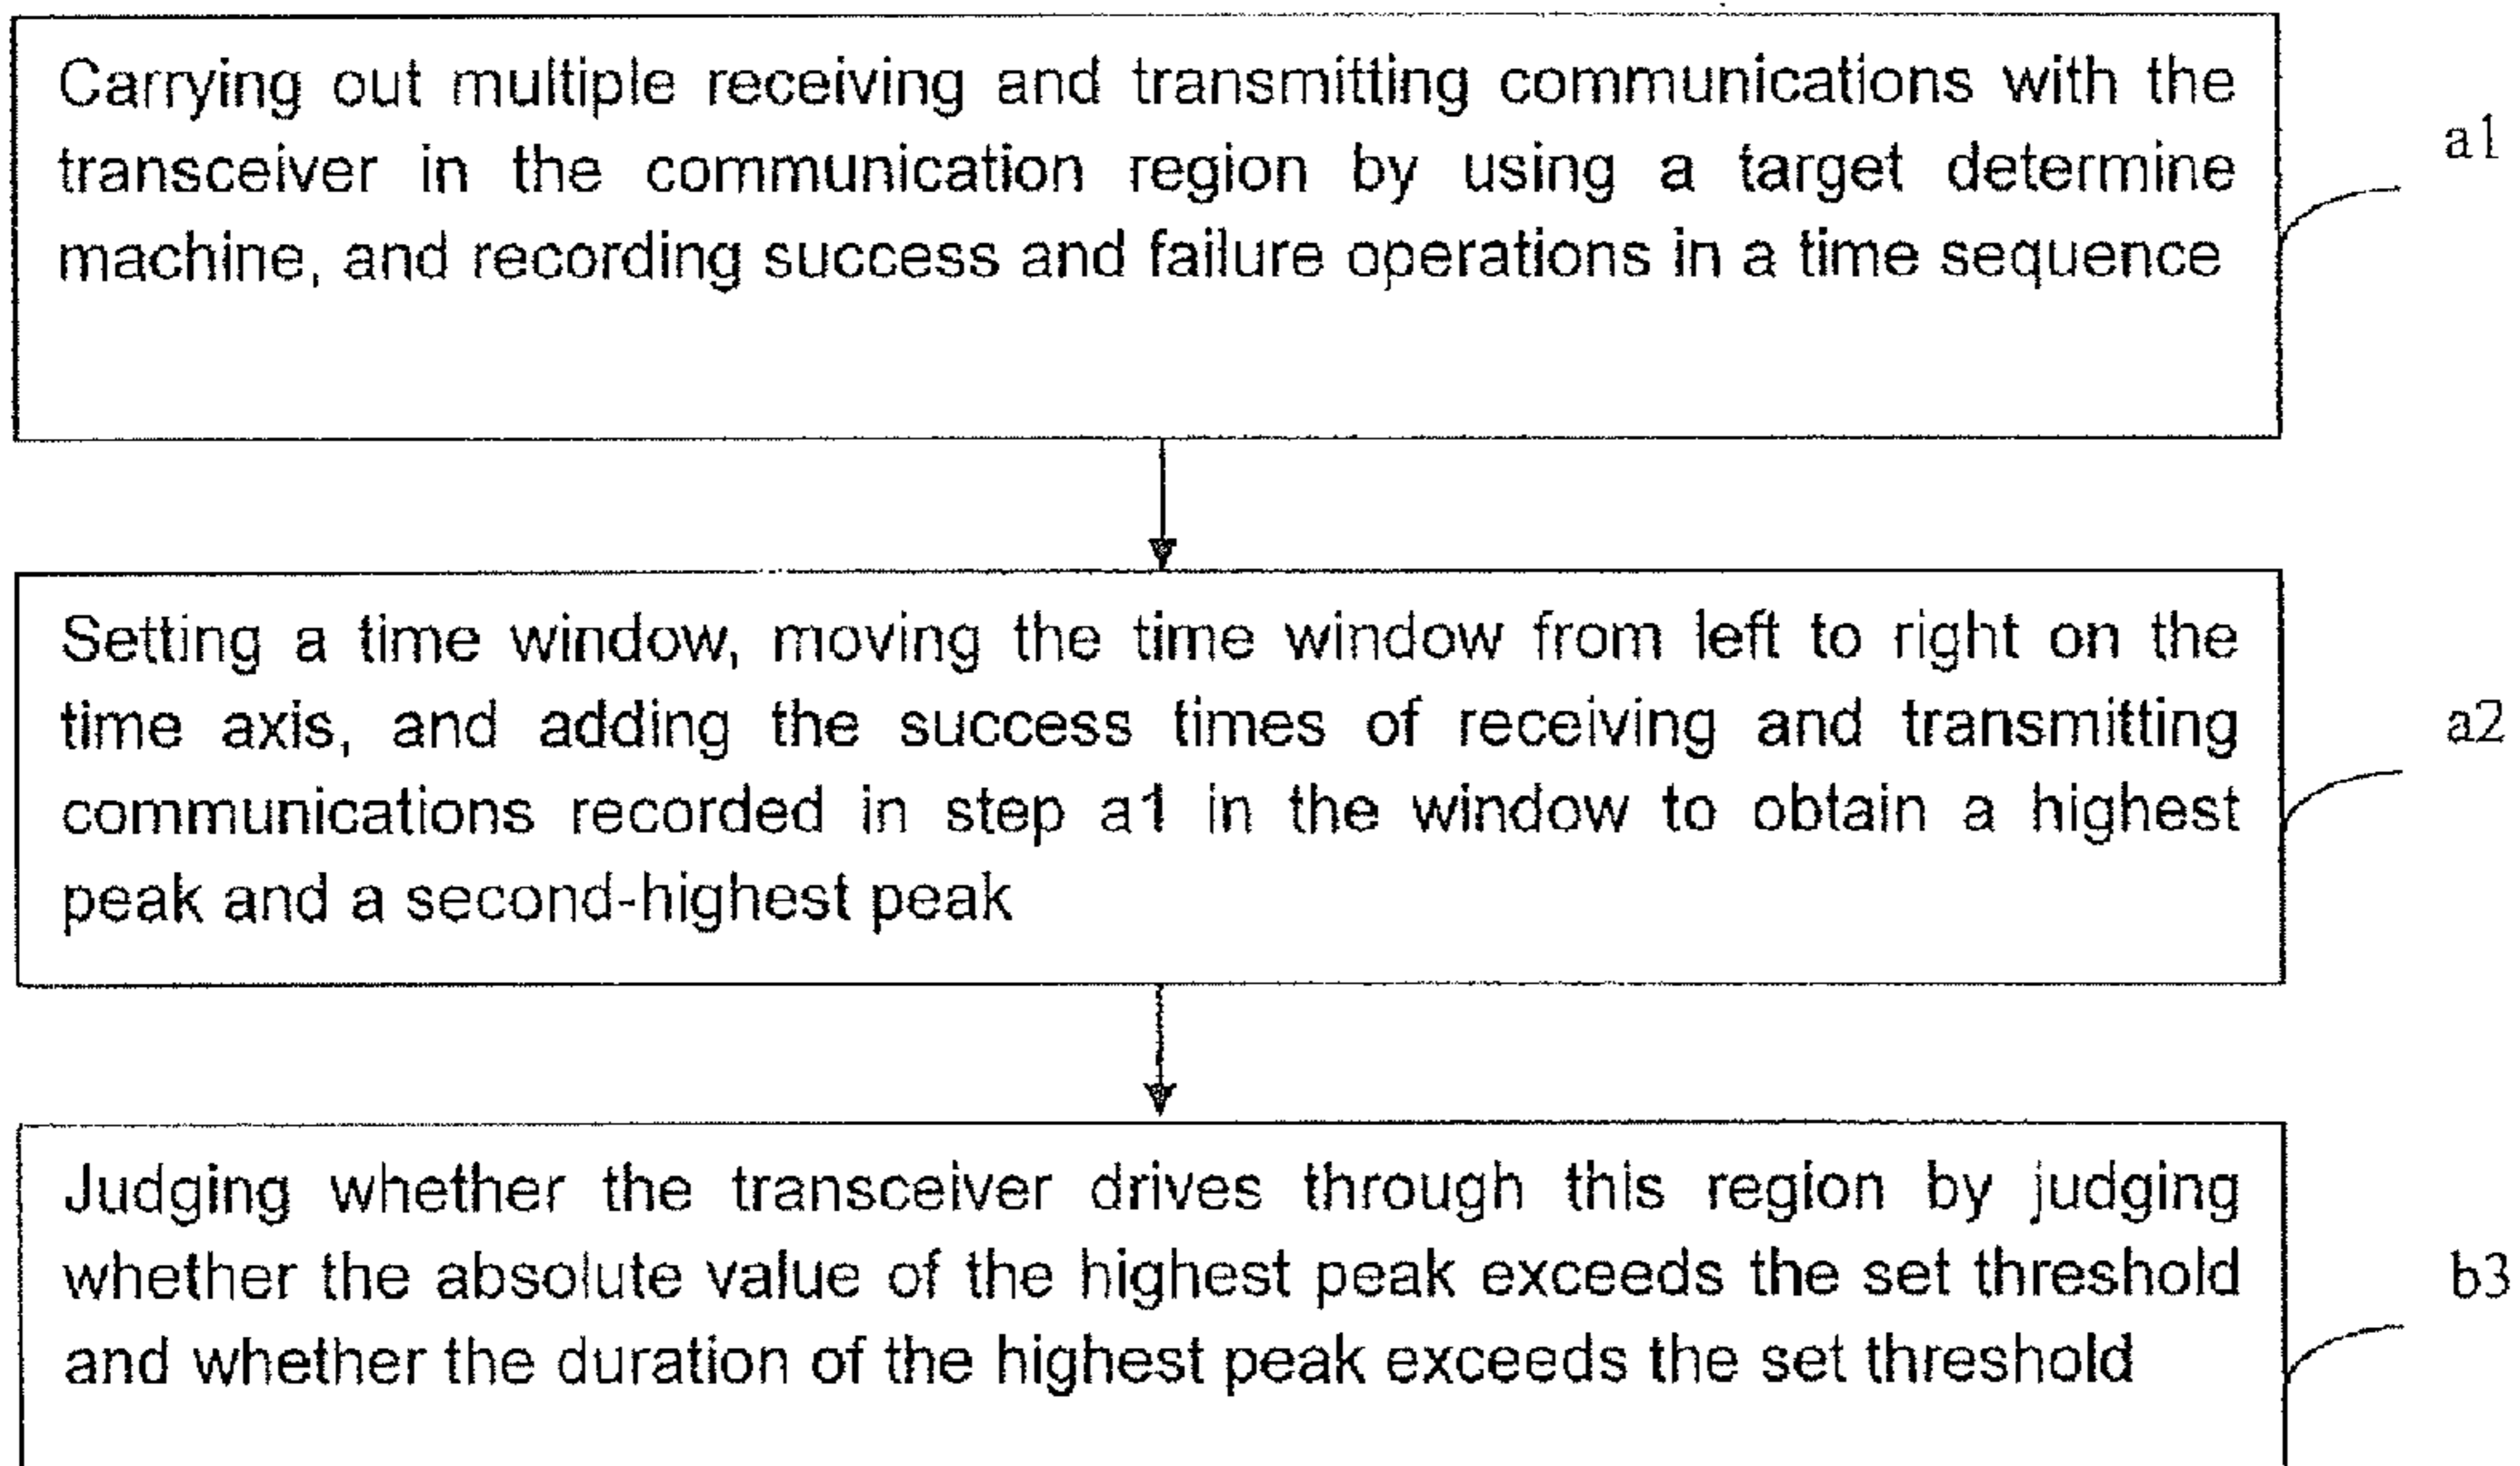 Carrying out multiple receiving and transmitting communications with the
transceiver in the communication region by using a target determine
machine, and recording success and failure operations in a time sequence
a1
Setting a time window, moving the time window from left to right on the
time axis, and adding the success times of receiving and transmitting
communications recorded in step a1 in the window to obtain a highest
peak and a second-highest peak
a2
Judging whether the transceiver drives through this region by judging
whether the absolute value of the highest peak exceeds the set threshold
and whether the duration of the highest peak exceeds the set threshold
b3